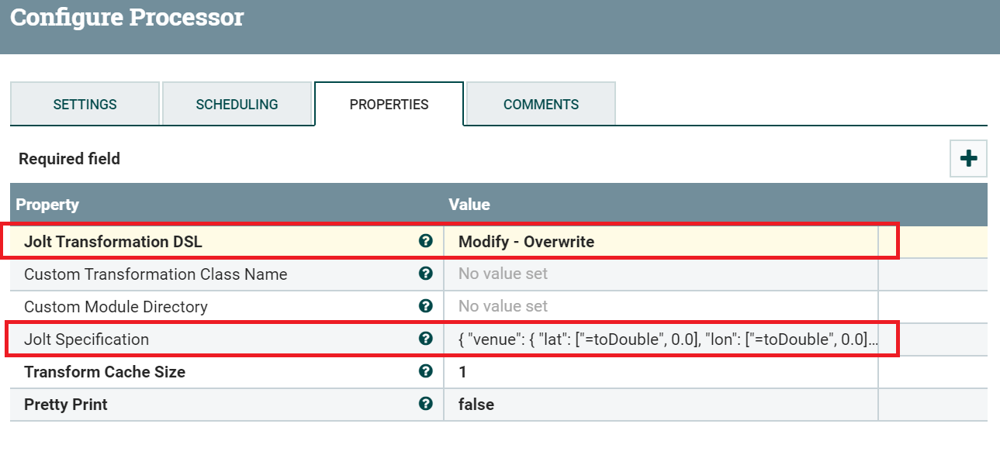 Configure Processor
SETTINGS SCHEDULING PROPERTIES COMMENTS
Required field
Property Value
Jolt Transformation DSL Modify - Overwrite
Custom Transformation Class Name No value set
Custom Module Directory No value set
Jolt Specification { "venue": { "lat": ["=toDouble", 0.0], "lon": ["=toDouble", 0.0]...
Transform Cache Size 1
Pretty Print false